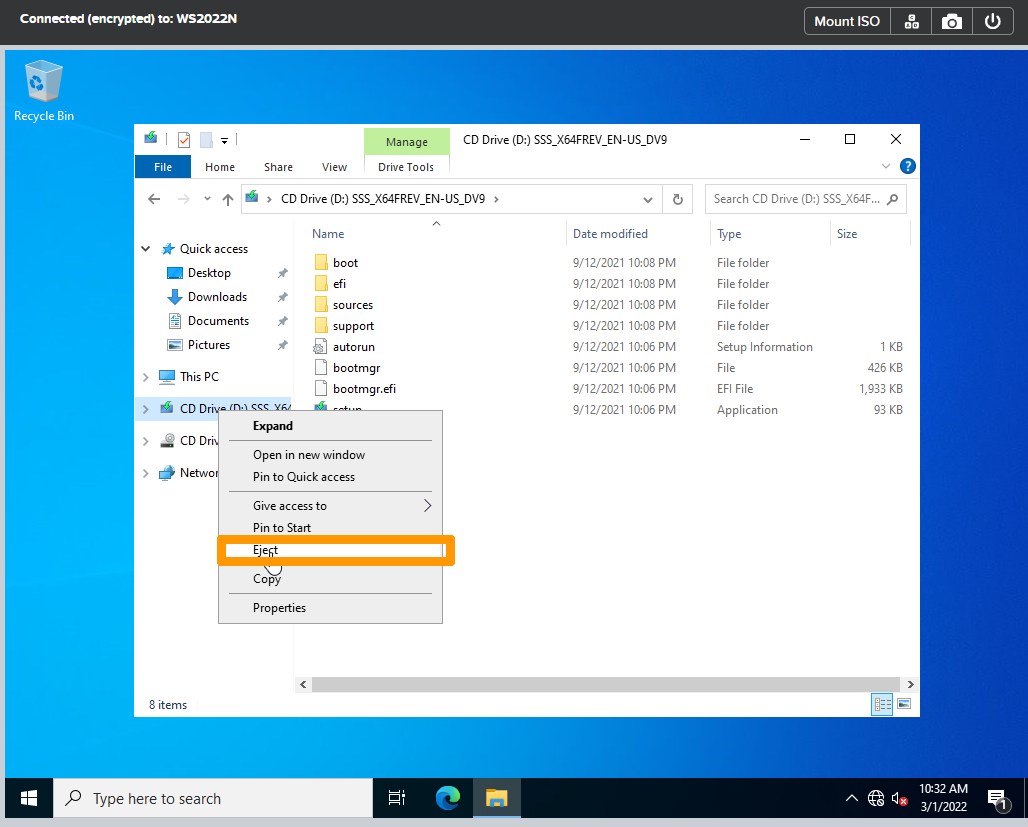 Connected (encrypted) to: WS2022N
Mount ISO
Recycle Bin
Manage
CD Drive (D:) SSS_X64FREV_EN-US_DV9
File
Home
Share
View
Drive Tools
CD Drive (D:) SSS_X64FREV_EN-US_DV9
Search CD Drive (D:) SSS_X64F...
Name
Date modified
Type
Size
Quick access
Desktop
Downloads
Documents
Pictures
This PC
CD Drive (D:) SSS_X64
CD Driv
Networ
boot 9/12/2021 10:08 PM File folder
efi 9/12/2021 10:08 PM File folder
sources 9/12/2021 10:08 PM File folder
support 9/12/2021 10:08 PM File folder
autorun 9/12/2021 10:06 PM Setup Information 1 KB
bootmgr 9/12/2021 10:06 PM File 426 KB
bootmgr.efi 9/12/2021 10:06 PM EFI File 1,933 KB
setup 9/12/2021 10:06 PM Application 93 KB
Expand
Open in new window
Pin to Quick access
Give access to
Pin to Start
Eject
Copy
Properties
8 items
Type here to search
10:32 AM
3/1/2022
1